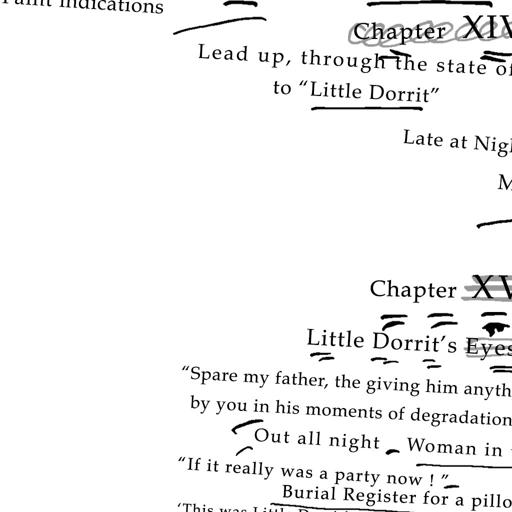 Faint indications
Chapter XIV
Lead up, through the state of
to “Little Dorrit”
Late at Nig
M
Chapter XV
Little Dorrit’s Eyes
“Spare my father, the giving him anyth
by you in his moments of degradation
Out all night - Woman in
“If it really was a party now ! ”
Burial Register for a pillo
‘This was Little